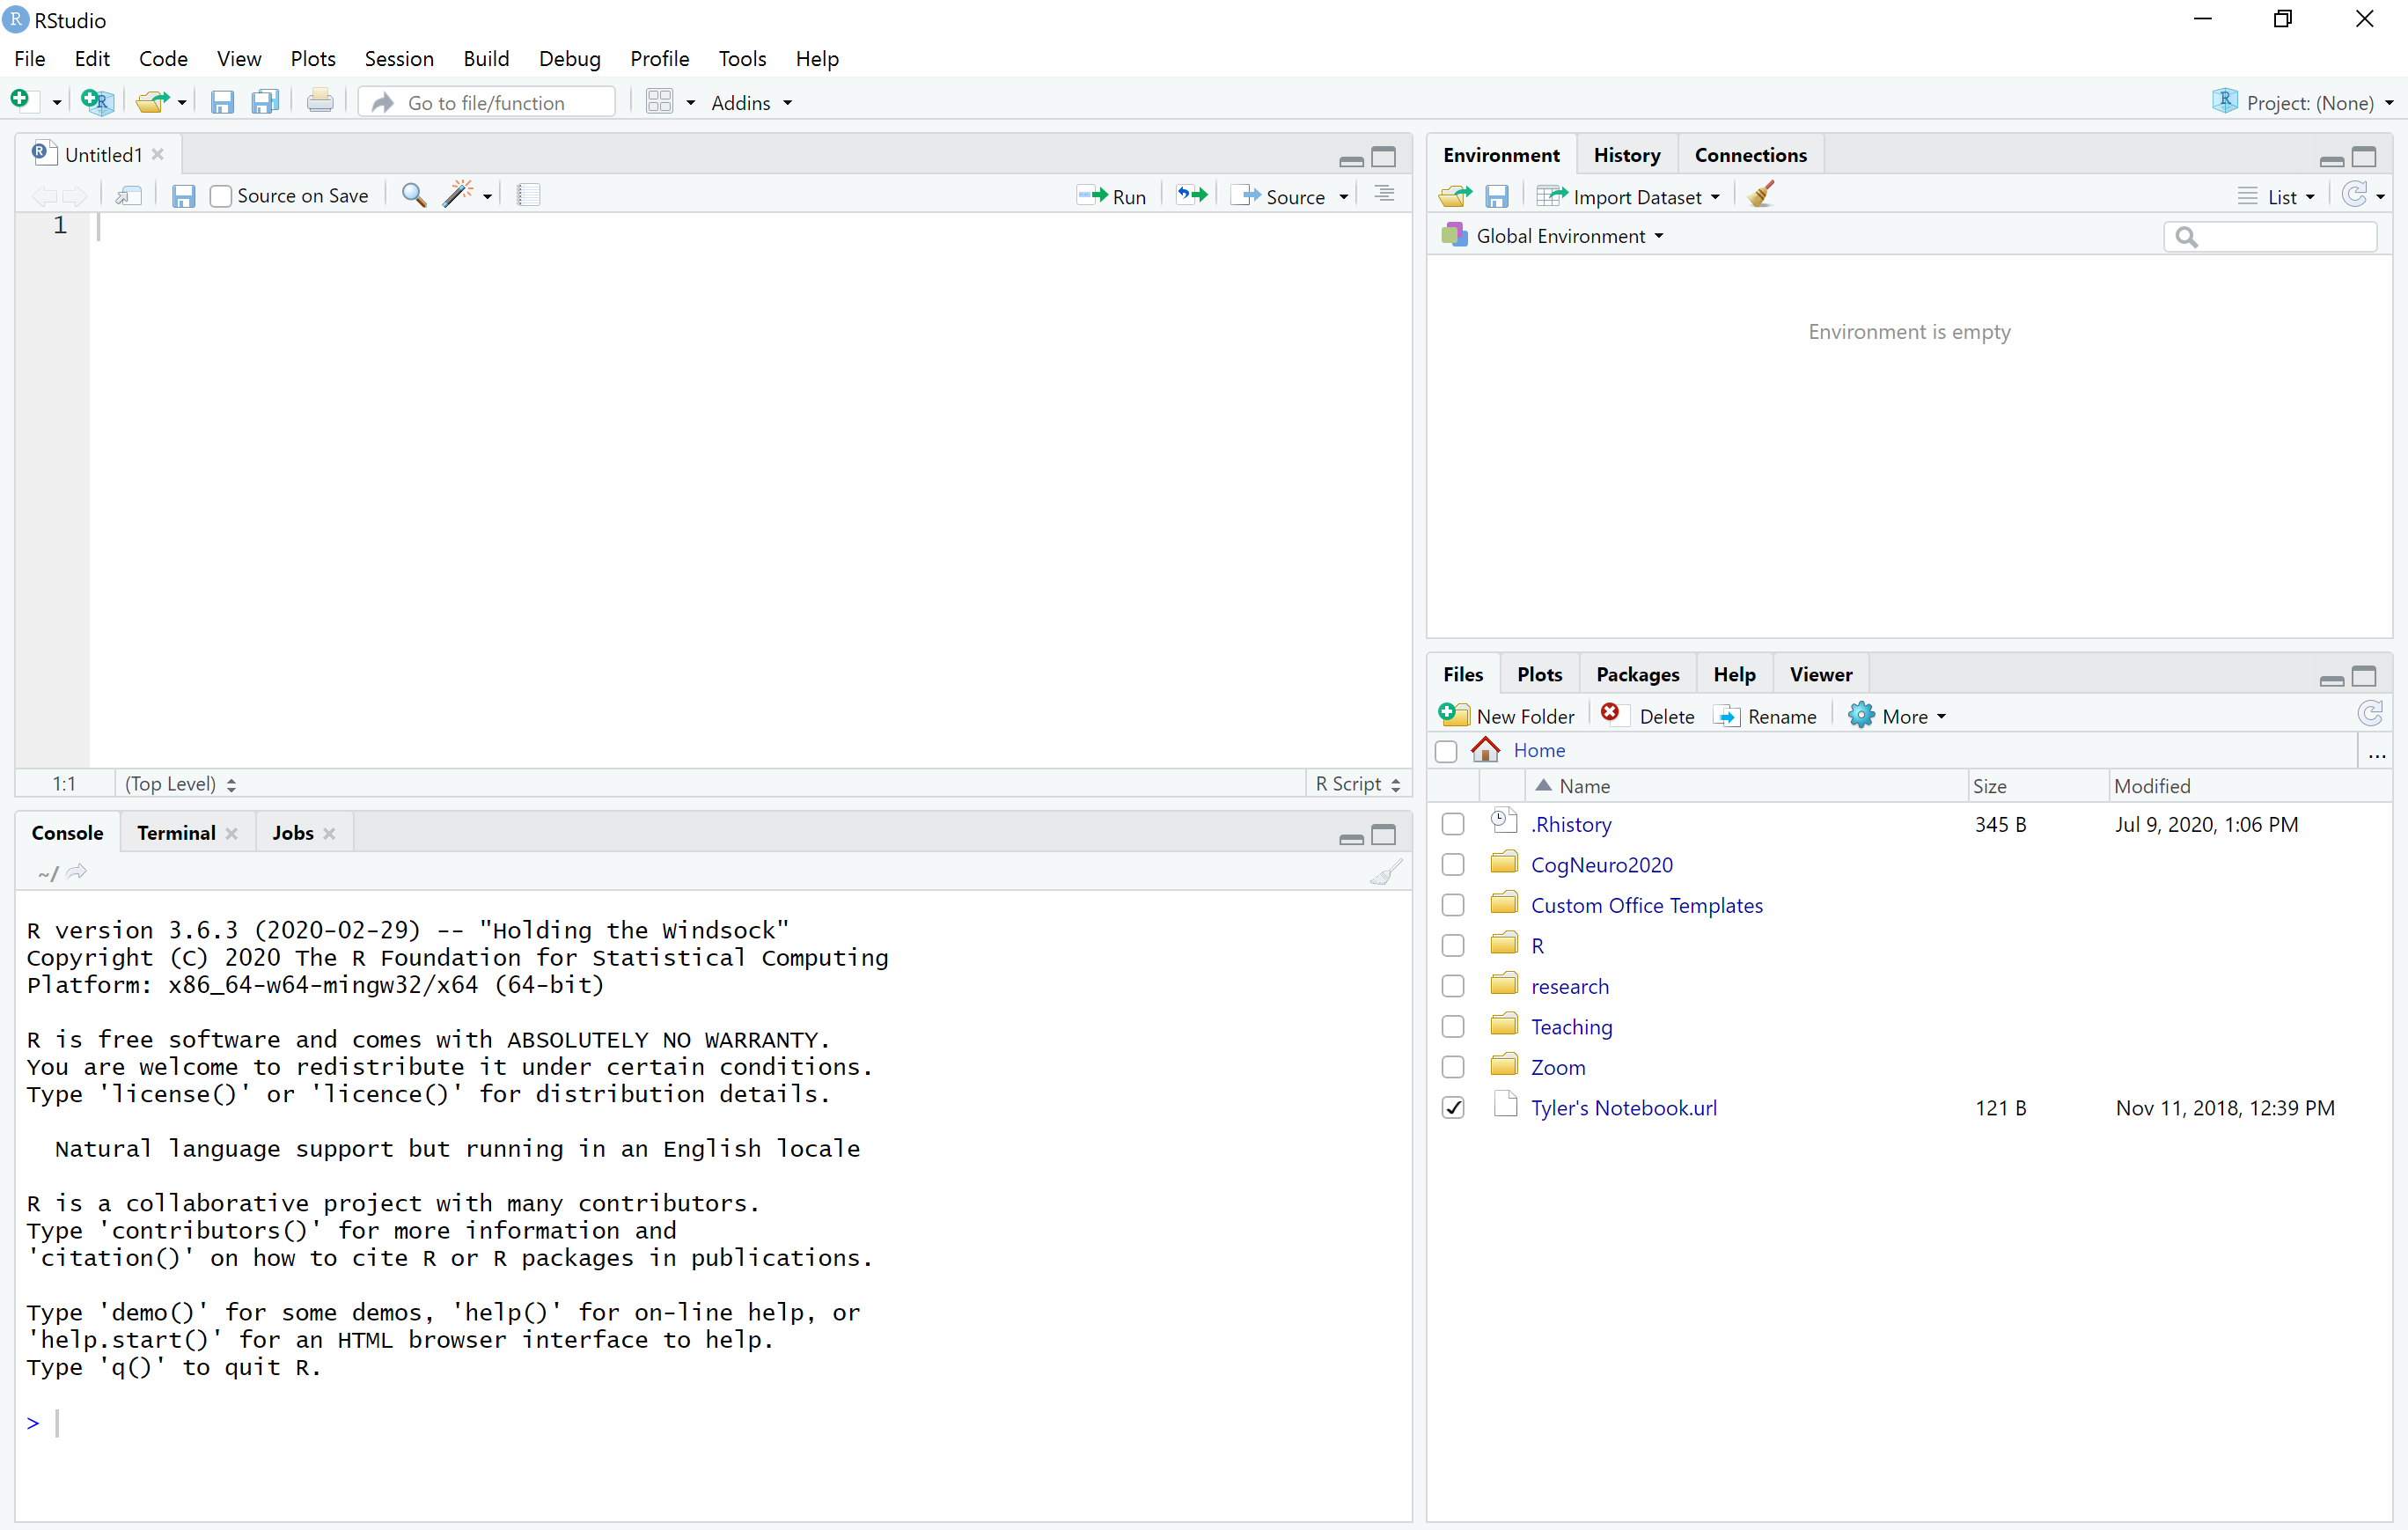 RStudio
File Edit Code View Plots Session Build Debug Profile Tools Help
Go to file/function Addins Project: (None)
Untitled1
Source on Save Run Source
1
1:1 (Top Level) R Script
Console Terminal Jobs
~/
R version 3.6.3 (2020-02-29) -- "Holding the Windsock"
Copyright (C) 2020 The R Foundation for Statistical Computing
Platform: x86_64-w64-mingw32/x64 (64-bit)
R is free software and comes with ABSOLUTELY NO WARRANTY.
You are welcome to redistribute it under certain conditions.
Type 'license()' or 'licence()' for distribution details.
Natural language support but running in an English locale
R is a collaborative project with many contributors.
Type 'contributors()' for more information and
'citation()' on how to cite R or R packages in publications.
Type 'demo()' for some demos, 'help()' for on-line help, or
'help.start()' for an HTML browser interface to help.
Type 'q()' to quit R.
>
Environment History Connections
Import Dataset List
Global Environment
Environment is empty
Files Plots Packages Help Viewer
New Folder Delete Rename More
Home ...
Name Size Modified
.Rhistory 345 B Jul 9, 2020, 1:06 PM
CogNeuro2020
Custom Office Templates
R
research
Teaching
Zoom
Tyler's Notebook.url 121 B Nov 11, 2018, 12:39 PM